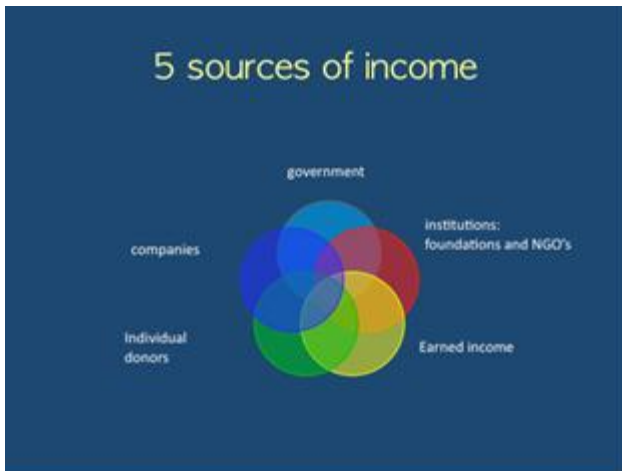 5 sources of income
government
institutions:
foundations and NGO's
companies
Individual
donors
Earned income